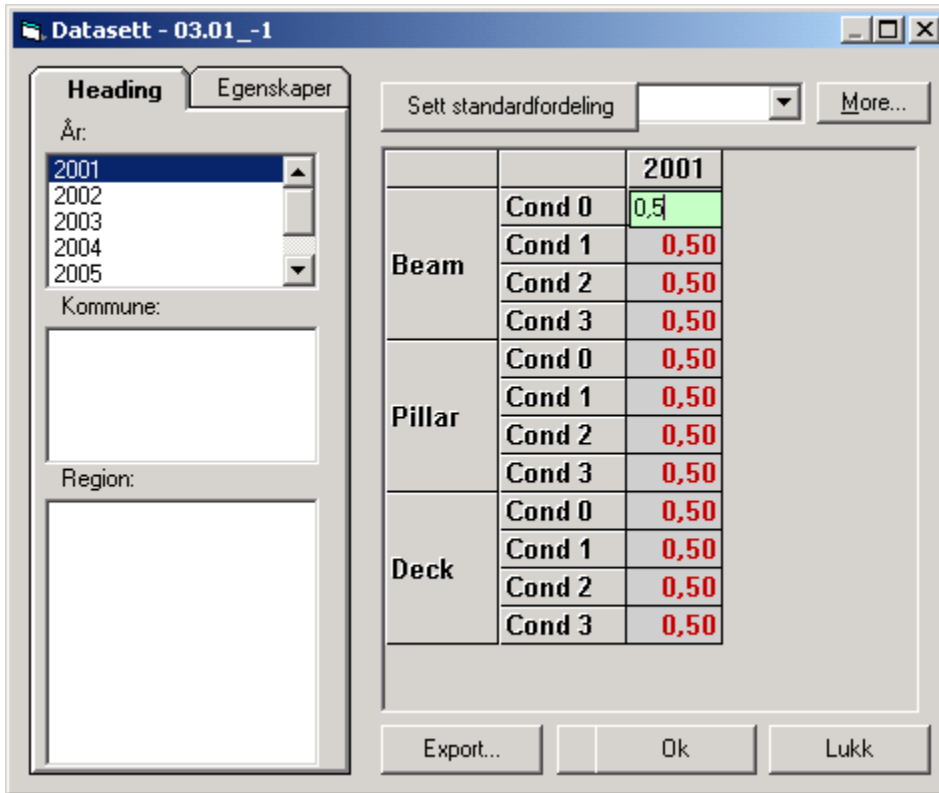 Datasett - 03.01_-1
Heading Egenskaper
År:
2001
2002
2003
2004
2005
Kommune:
Region:
Sett standardfordeling More...
2001
Beam
Cond 0 0,5
Cond 1 0,50
Cond 2 0,50
Cond 3 0,50
Pillar
Cond 0 0,50
Cond 1 0,50
Cond 2 0,50
Cond 3 0,50
Deck
Cond 0 0,50
Cond 1 0,50
Cond 2 0,50
Cond 3 0,50
Export... Ok Lukk